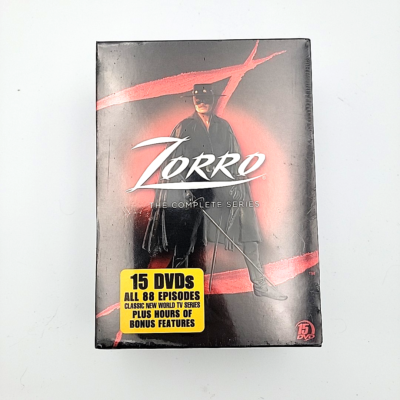 ZORRO
THE COMPLETE SERIES
15 DVDs
ALL 88 EPISODES
CLASSIC NEW WORLD TV SERIES
PLUS HOURS OF
BONUS FEATURES
15
DVD